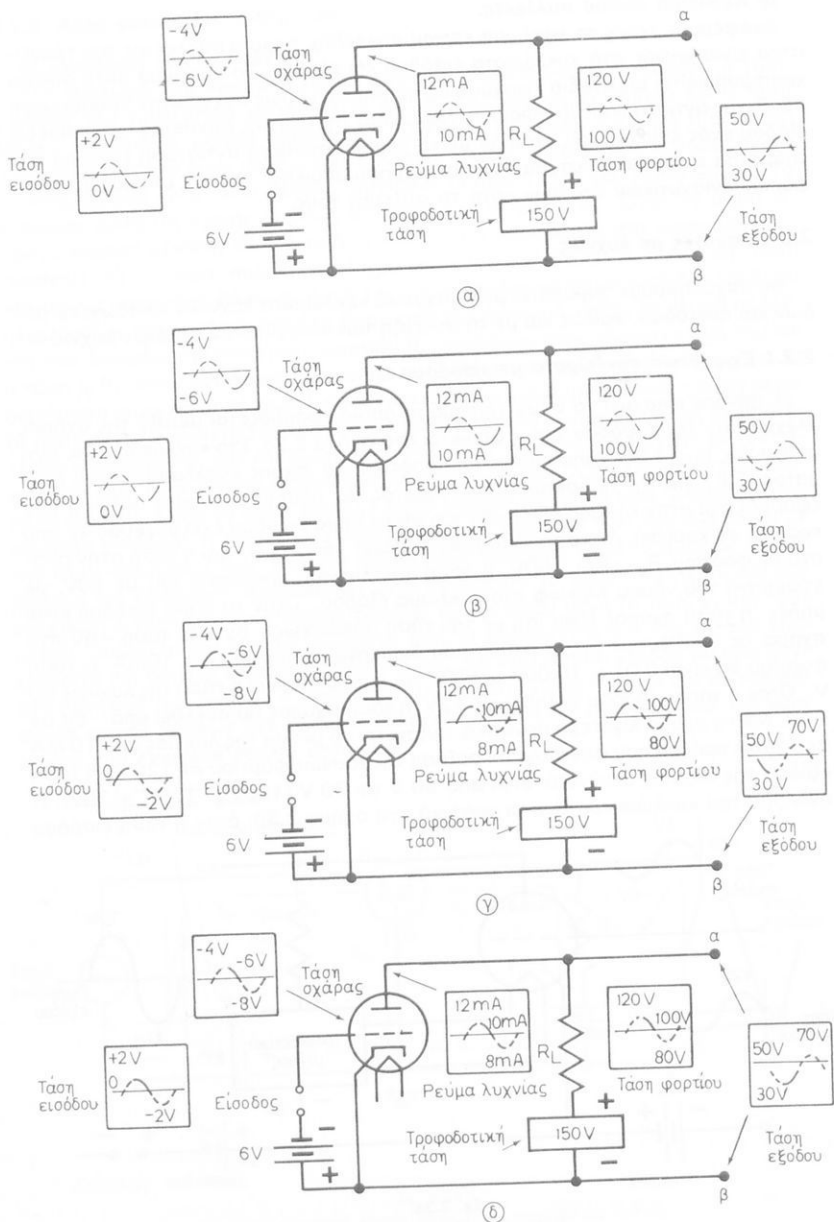 -4V
-6V
Τάση
σχάρας
α
12mA
10mA
Ρεύμα λυχνίας
R_L
120 V
100V
Τάση φορτίου
50V
30V
Τάση
εισόδου
+2V
0V
Είσοδος
6V
-
+
Τροφοδοτική
τάση
+
150V
-
Τάση
εξόδου
β
α
-4V
-6V
Τάση
σχάρας
α
12mA
10mA
Ρεύμα λυχνίας
R_L
120V
100V
Τάση φορτίου
50V
30V
Τάση
εισόδου
+2V
0V
Είσοδος
6V
-
+
Τροφοδοτική
τάση
+
150V
-
Τάση
εξόδου
β
β
-4V
-6V
-8V
Τάση
σχάρας
α
12mA
10mA
8mA
Ρεύμα λυχνίας
R_L
120V
100V
80V
Τάση φορτίου
50V 70V
30V
Τάση
εισόδου
+2V
0
-2V
Είσοδος
6V
-
+
Τροφοδοτική
τάση
+
150V
-
Τάση
εξόδου
β
γ
-4V
-6V
-8V
Τάση
σχάρας
α
12mA
10mA
8mA
Ρεύμα λυχνίας
R_L
120V
100V
80V
Τάση φορτίου
70V
50V
30V
Τάση
εισόδου
+2V
0
-2V
Είσοδος
6V
-
+
Τροφοδοτική
τάση
+
150V
-
Τάση
εξόδου
β
δ